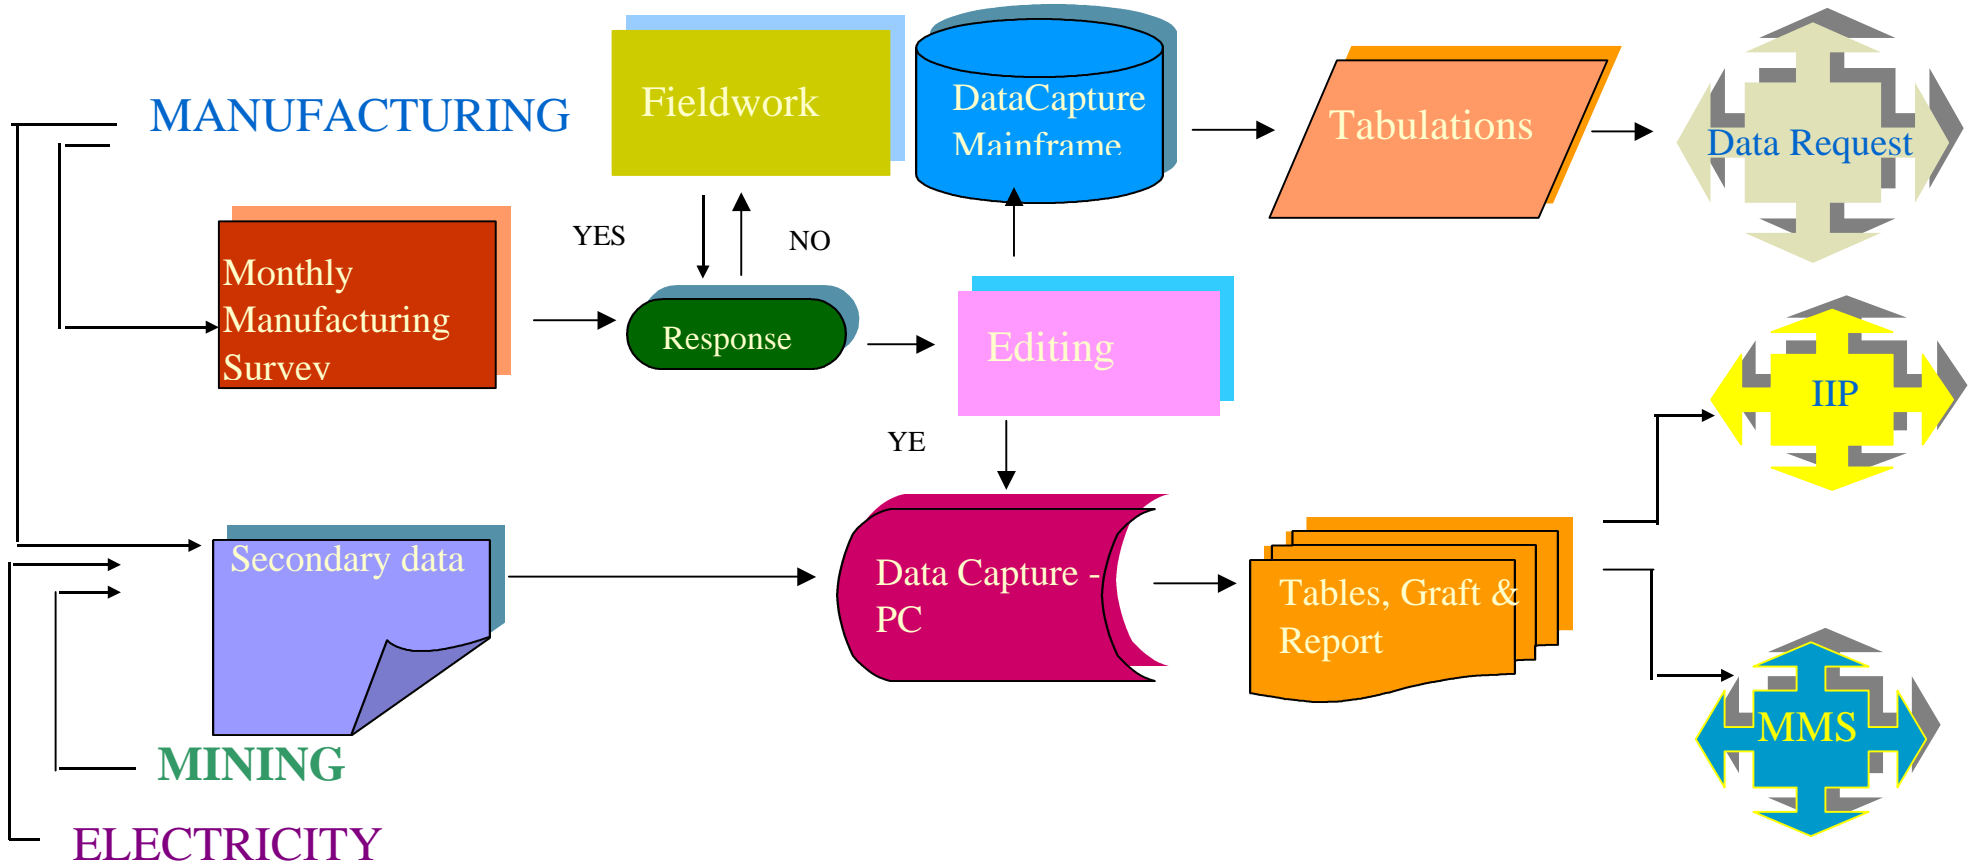 MANUFACTURING
Fieldwork
DataCapture
Mainframe
Tabulations
Data Request
YES
NO
Monthly
Manufacturing
Survey
Response
Editing
IIP
YE
Secondary data
Data Capture -
PC
Tables, Graft &
Report
MMS
MINING
ELECTRICITY